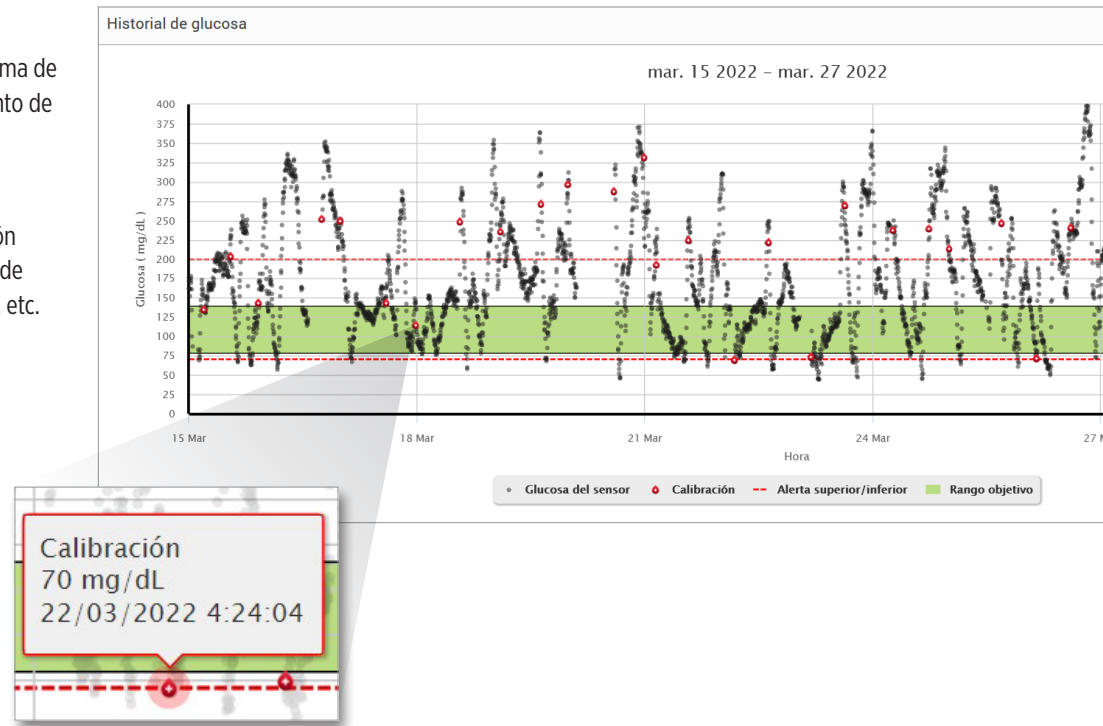 Historial de glucosa
ma de
nto de
ón
de
etc.
mar. 15 2022 – mar. 27 2022
Glucosa ( mg/dL )
400
375
350
325
300
275
250
225
200
175
150
125
100
75
50
25
0
15 Mar
18 Mar
21 Mar
24 Mar
27
Hora
Glucosa del sensor
Calibración
Alerta superior/inferior
Rango objetivo
Calibración
70 mg/dL
22/03/2022 4:24:04